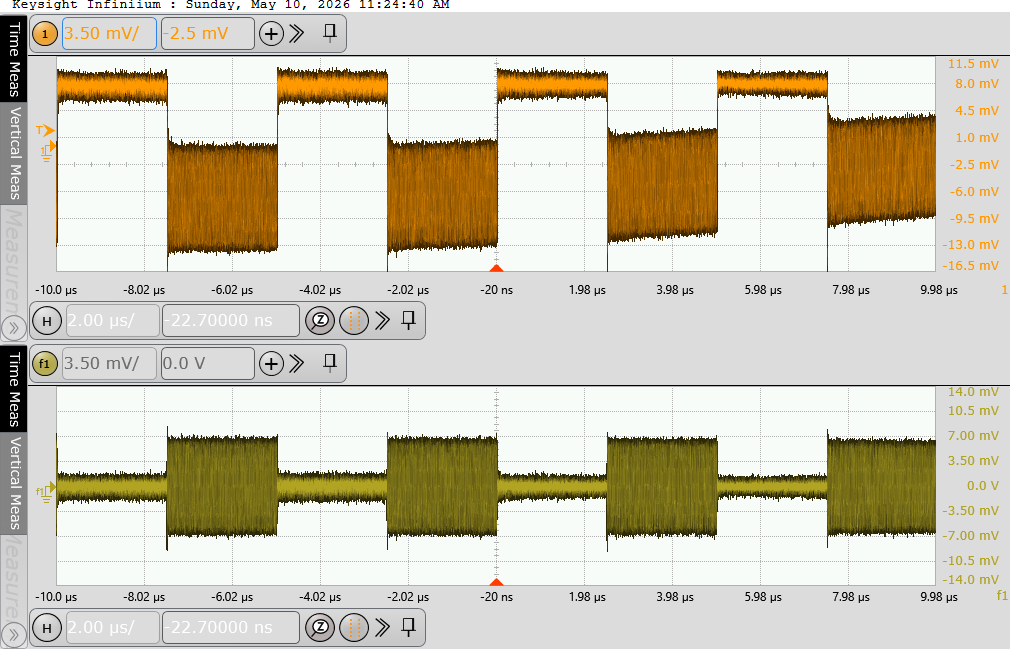 Keysight Infiniium : Sunday, May 10, 2026 11:24:40 AM
Time Meas
Vertical Meas
1
3.50 mV/
-2.5 mV
11.5 mV
8.0 mV
4.5 mV
1.0 mV
-2.5 mV
-6.0 mV
-9.5 mV
-13.0 mV
-16.5 mV
T
1
-10.0 µs -8.02 µs -6.02 µs -4.02 µs -2.02 µs -20 ns 1.98 µs 3.98 µs 5.98 µs 7.98 µs 9.98 µs 1
H 2.00 µs/ -22.70000 ns Z
Time Meas
Vertical Meas
f1
3.50 mV/
0.0 V
14.0 mV
10.5 mV
7.00 mV
3.50 mV
0.0 V
-3.50 mV
-7.00 mV
-10.5 mV
-14.0 mV
f1
-10.0 µs -8.02 µs -6.02 µs -4.02 µs -2.02 µs -20 ns 1.98 µs 3.98 µs 5.98 µs 7.98 µs 9.98 µs f1
H 2.00 µs/ -22.70000 ns Z